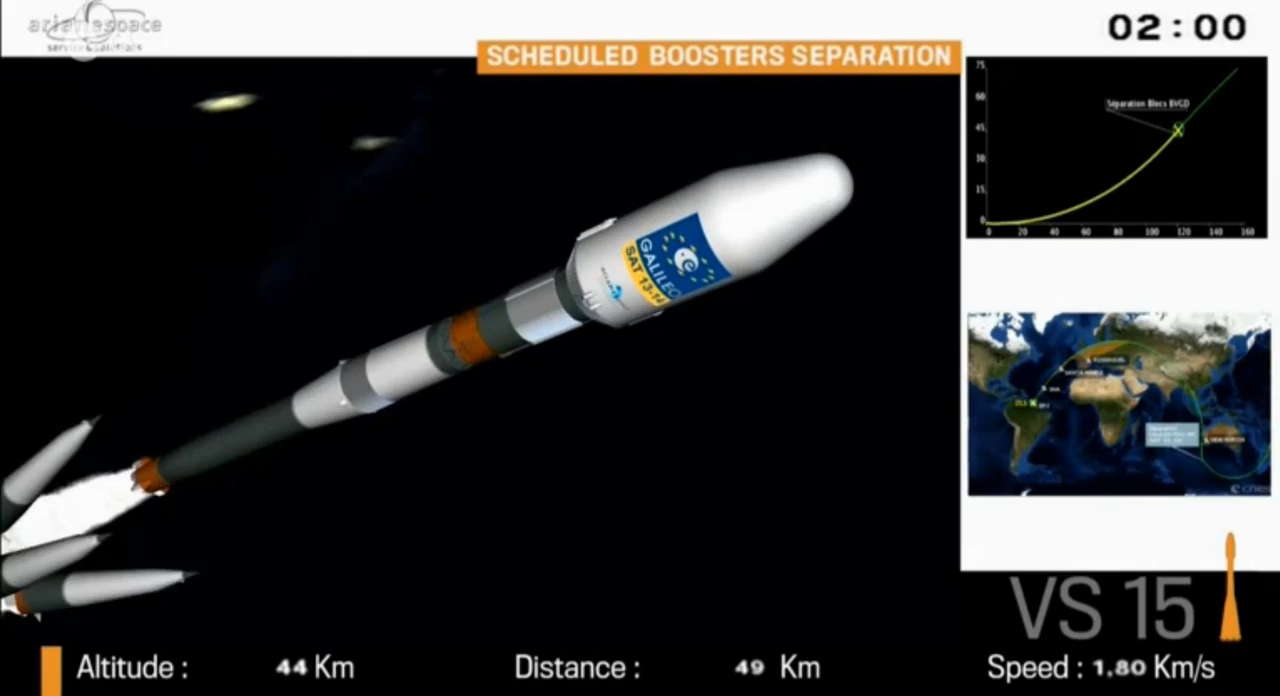 arianespace
service & solutions
02 : 00
SCHEDULED BOOSTERS SEPARATION
75
60
45
30
15
0
Séparation Blocs BVGD
0 20 40 60 80 100 120 140 160
GALILEO
SAT 13-14
VS 15
Altitude : 44 Km
Distance : 49 Km
Speed : 1.80 Km/s